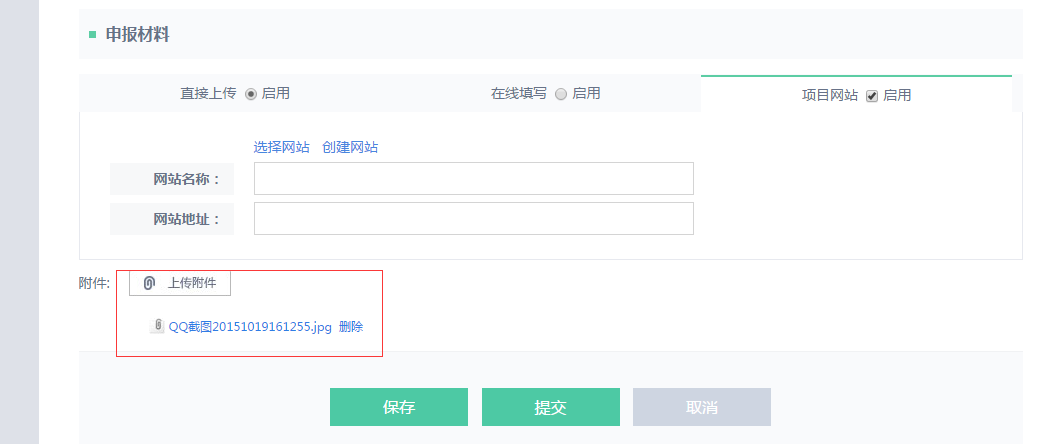 申报材料
直接上传 启用 在线填写 启用 项目网站 启用
选择网站 创建网站
网站名称：
网站地址：
附件: 上传附件
QQ截图20151019161255.jpg 删除
保存 提交 取消